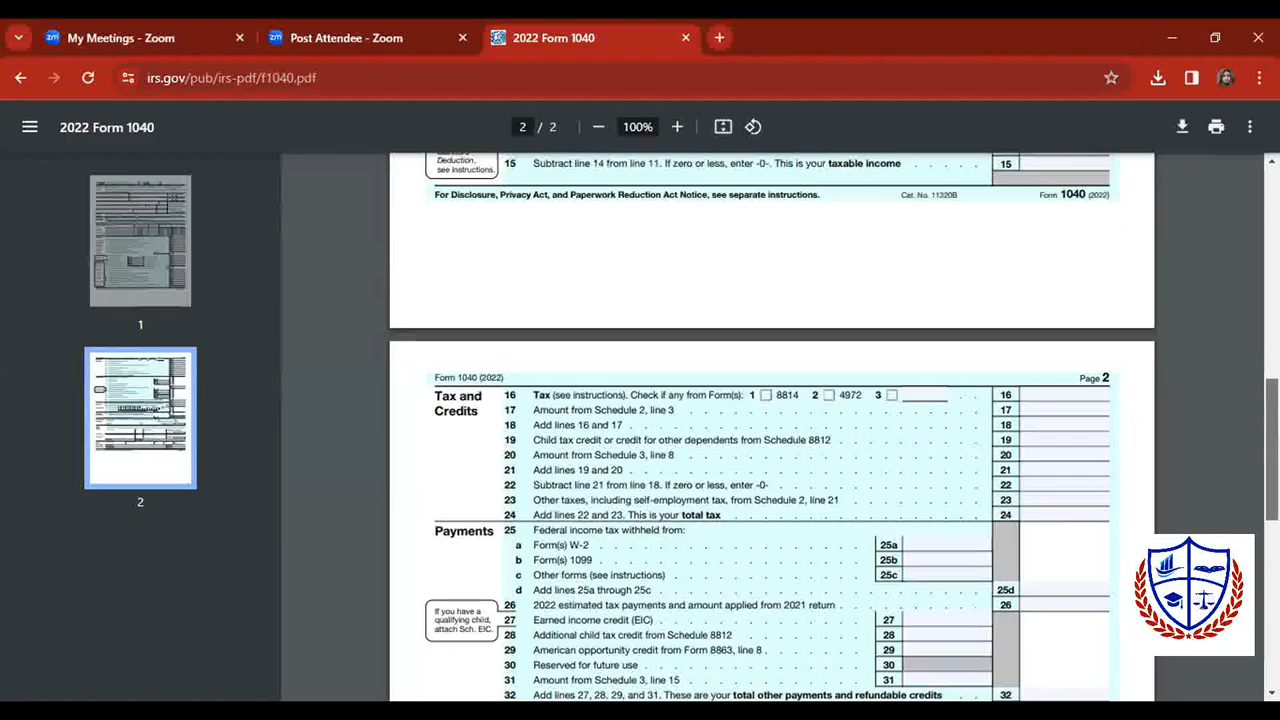 My Meetings - Zoom
Post Attendee - Zoom
2022 Form 1040
irs.gov/pub/irs-pdf/f1040.pdf
2022 Form 1040
2 / 2
100%
1
2
Deduction,
see instructions.
15 Subtract line 14 from line 11. If zero or less, enter -0-. This is your taxable income 15
For Disclosure, Privacy Act, and Paperwork Reduction Act Notice, see separate instructions. Cat. No. 11320B Form 1040 (2022)
Form 1040 (2022) Page 2
Tax and Credits
16 Tax (see instructions). Check if any from Form(s): 1 8814 2 4972 3 16
17 Amount from Schedule 2, line 3 17
18 Add lines 16 and 17 18
19 Child tax credit or credit for other dependents from Schedule 8812 19
20 Amount from Schedule 3, line 8 20
21 Add lines 19 and 20 21
22 Subtract line 21 from line 18. If zero or less, enter -0- 22
23 Other taxes, including self-employment tax, from Schedule 2, line 21 23
24 Add lines 22 and 23. This is your total tax 24
Payments 25 Federal income tax withheld from:
a Form(s) W-2 25a
b Form(s) 1099 25b
c Other forms (see instructions) 25c
d Add lines 25a through 25c 25d
26 2022 estimated tax payments and amount applied from 2021 return 26
If you have a
qualifying child,
attach Sch. EIC.
27 Earned income credit (EIC) 27
28 Additional child tax credit from Schedule 8812 28
29 American opportunity credit from Form 8863, line 8 29
30 Reserved for future use 30
31 Amount from Schedule 3, line 15 31
32 Add lines 27, 28, 29, and 31. These are your total other payments and refundable credits 32